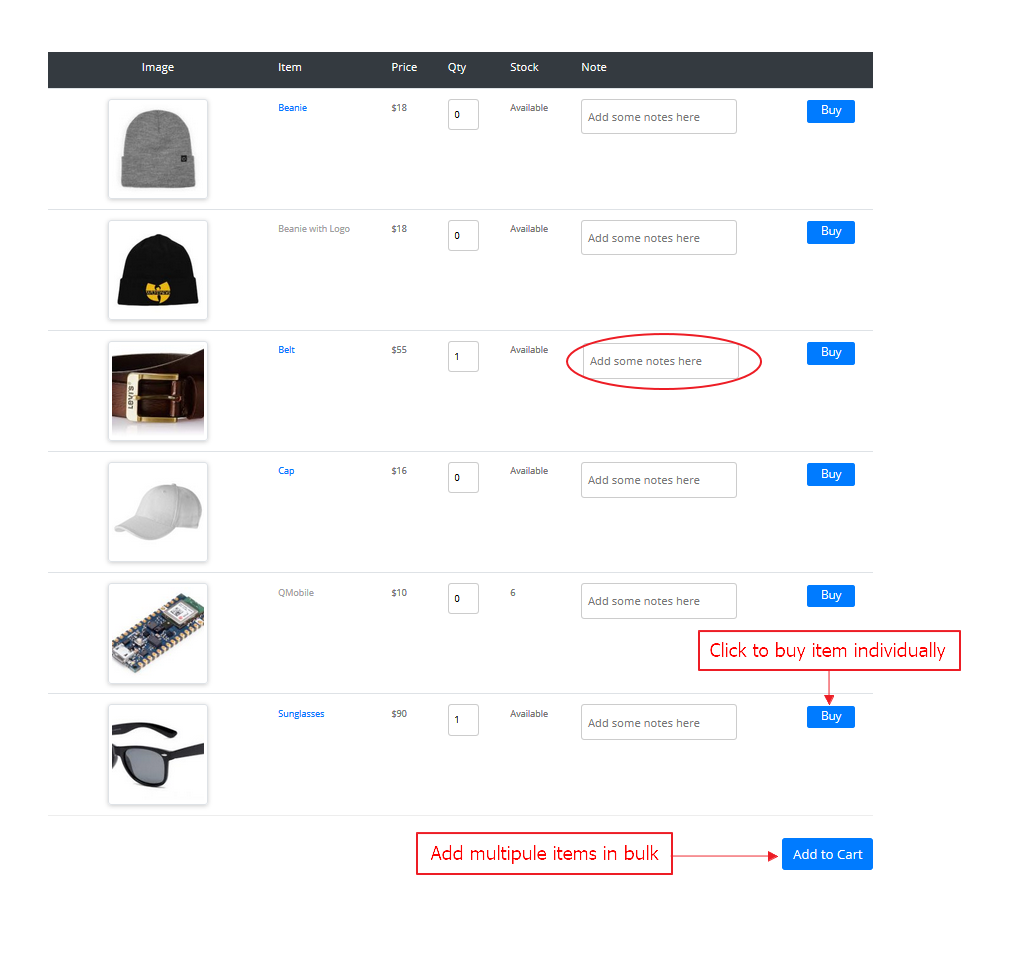 Image Item Price Qty Stock Note
Beanie $18 0 Available Add some notes here Buy
Beanie with Logo $18 0 Available Add some notes here Buy
LEVI'S
Belt $55 1 Available Add some notes here Buy
Cap $16 0 Available Add some notes here Buy
QMobile $10 0 6 Add some notes here Buy
Click to buy item individually
Sunglasses $90 1 Available Add some notes here Buy
Add multipule items in bulk
Add to Cart